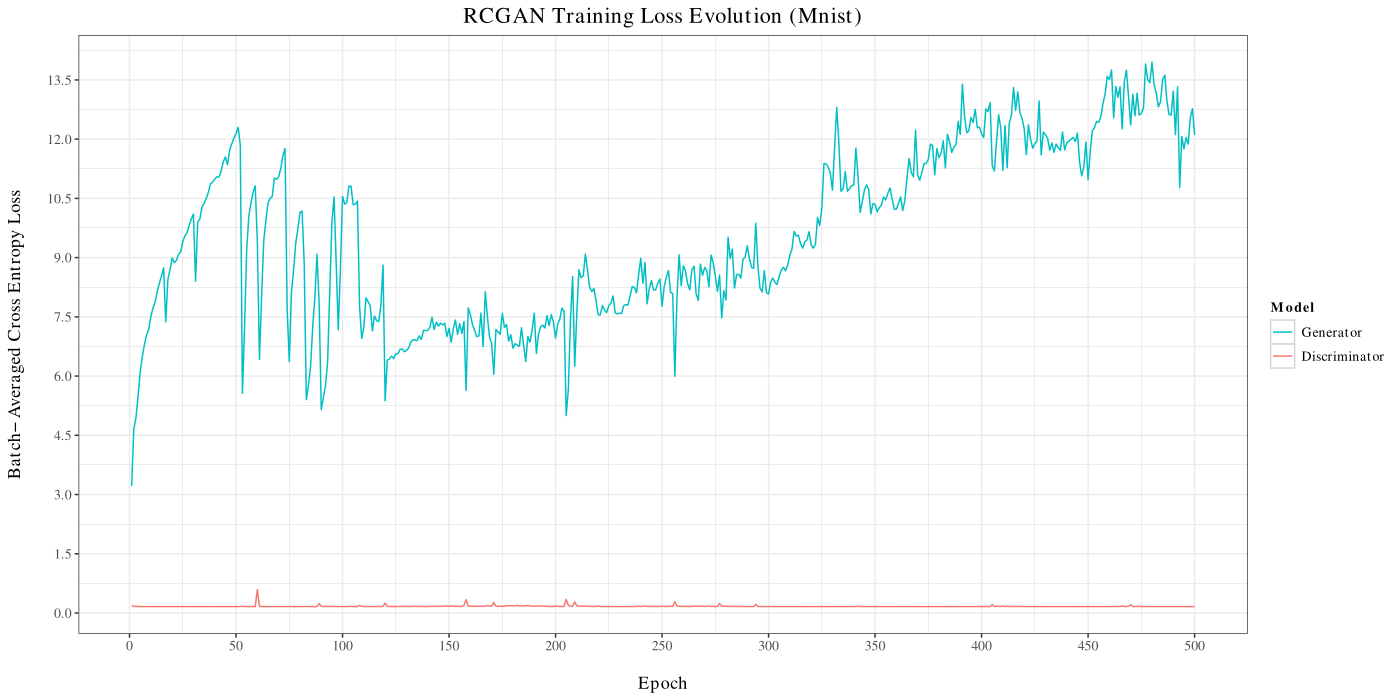 RCGAN Training Loss Evolution (Mnist)
Batch− Averaged Cross Entropy Loss
13.5
12.0
10.5
9.0
7.5
6.0
4.5
3.0
1.5
0.0
0 50 100 150 200 250 300 350 400 450 500
Epoch
Model
Generator
Discriminator